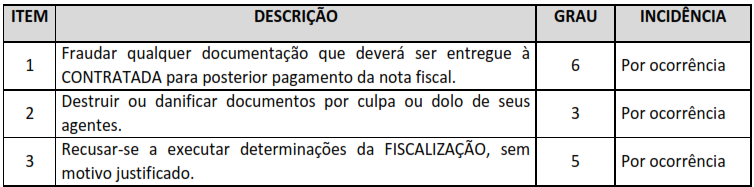 ITEM DESCRIÇÃO GRAU INCIDÊNCIA
Fraudar qualquer documentação que deverá ser entregue à
1 6 Por ocorrência
CONTRATADA para posterior pagamento da nota fiscal.
Destruir ou danificar documentos por culpa ou dolo de seus
2 3 Por ocorrência
agentes.
Recusar-se a executar determinações da FISCALIZAÇÃO, sem
3 5 Por ocorrência
motivo justificado.